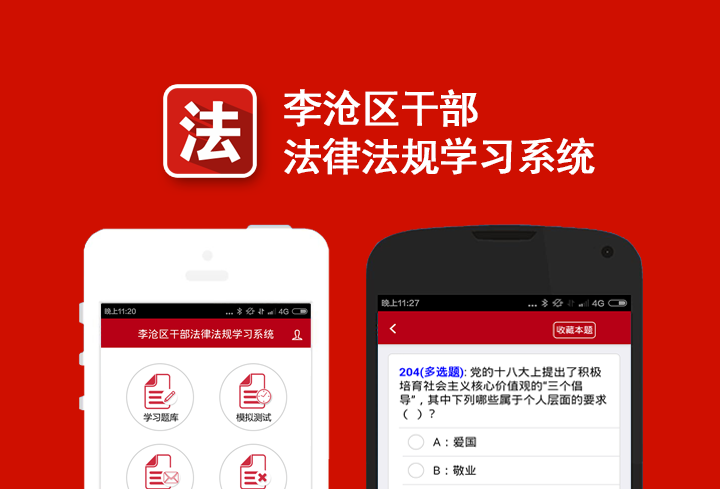 法
李沧区干部
法律法规学习系统
晚上11:20
... 4G
李沧区干部法律法规学习系统
学习题库
模拟测试
晚上11:27
... 4G
收藏本题
204(多选题): 党的十八大上提出了积极
培育社会主义核心价值观的"三个倡
导"，其中下列哪些属于个人层面的要求
（ ）?
A：爱国
B：敬业